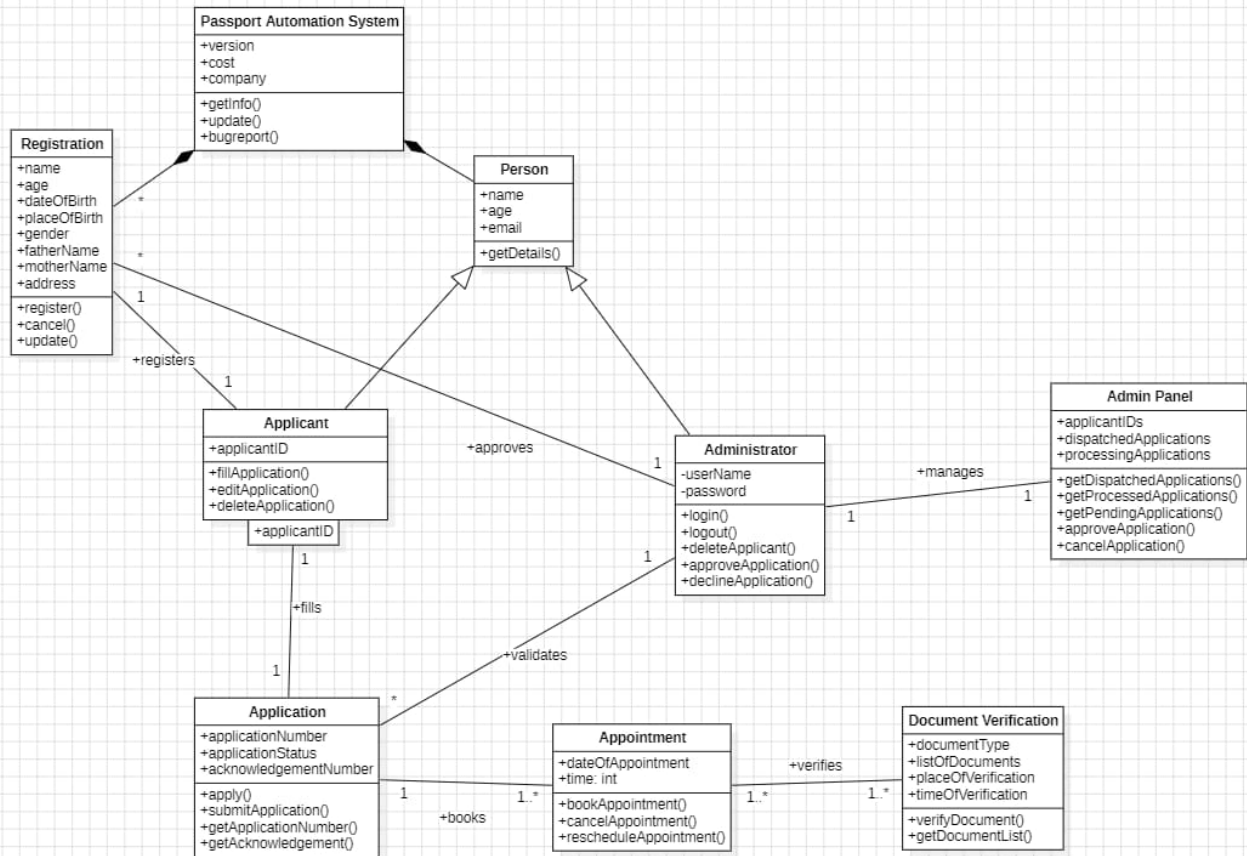 Passport Automation System
+version
+cost
+company
+getInfo()
+update()
+bugreport()
Registration
+name
+age
+dateOfBirth
+placeOfBirth
+gender
+fatherName
+motherName
+address
+register()
+cancel()
+update()
*
*
1
+registers
1
Person
+name
+age
+email
+getDetails()
Applicant
+applicantID
+fillApplication()
+editApplication()
+deleteApplication()
+applicantID
1
+fills
1
+approves
1
Administrator
-userName
-password
+login()
+logout()
+deleteApplicant()
+approveApplication()
+declineApplication()
1
+manages
1
Admin Panel
+applicantIDs
+dispatchedApplications
+processingApplications
+getDispatchedApplications()
+getProcessedApplications()
+getPendingApplications()
+approveApplication()
+cancelApplication()
1
+validates
*
Application
+applicationNumber
+applicationStatus
+acknowledgementNumber
+apply()
+submitApplication()
+getApplicationNumber()
+getAcknowledgement()
1
+books
1..*
Appointment
+dateOfAppointment
+time: int
+bookAppointment()
+cancelAppointment()
+rescheduleAppointment()
1..*
+verifies
1..*
Document Verification
+documentType
+listOfDocuments
+placeOfVerification
+timeOfVerification
+verifyDocument()
+getDocumentList()